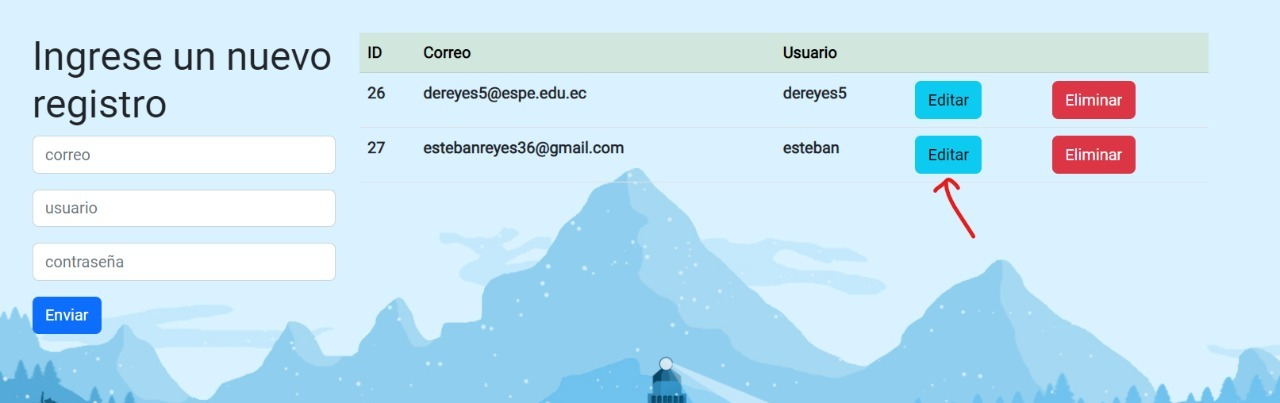 Ingrese un nuevo
registro
correo
usuario
contraseña
Enviar
ID Correo Usuario
26 dereyes5@espe.edu.ec dereyes5 Editar Eliminar
27 estebanreyes36@gmail.com esteban Editar Eliminar